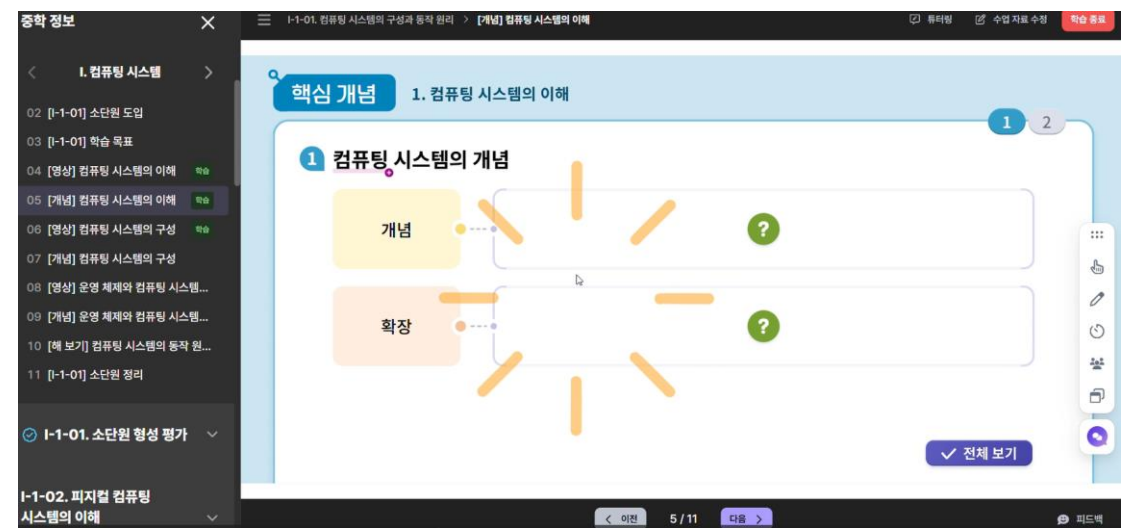 중학 정보
I. 컴퓨팅 시스템
02 [I-1-01] 소단원 도입
03 [I-1-01] 학습 목표
04 [영상] 컴퓨팅 시스템의 이해 학습
05 [개념] 컴퓨팅 시스템의 이해 학습
06 [영상] 컴퓨팅 시스템의 구성 학습
07 [개념] 컴퓨팅 시스템의 구성
08 [영상] 운영 체제와 컴퓨팅 시스템...
09 [개념] 운영 체제와 컴퓨팅 시스템...
10 [해 보기] 컴퓨팅 시스템의 동작 원...
11 [I-1-01] 소단원 정리
I-1-01. 소단원 형성 평가
I-1-02. 피지컬 컴퓨팅
시스템의 이해
I-1-01. 컴퓨팅 시스템의 구성과 동작 원리 > [개념] 컴퓨팅 시스템의 이해
튜터링 수업 자료 수정 학습 종료
핵심 개념 1. 컴퓨팅 시스템의 이해
1 2
1 컴퓨팅 시스템의 개념
개념 ?
확장 ?
전체 보기
이전 5 / 11 다음
피드백